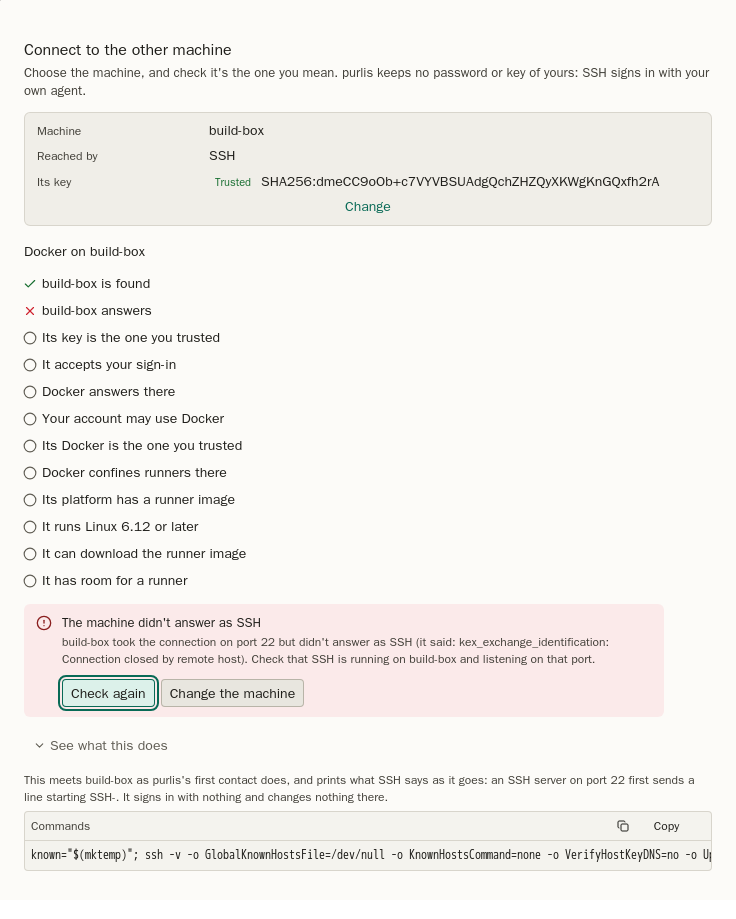 Connect to the other machine
Choose the machine, and check it's the one you mean. purlis keeps no password or key of yours: SSH signs in with your
own agent.
Machine build-box
Reached by SSH
Its key Trusted SHA256:dmeCC9oOb+c7VYVBSUAdgQchZHZQyXKWgKnGQxfh2rA
Change
Docker on build-box
build-box is found
build-box answers
Its key is the one you trusted
It accepts your sign-in
Docker answers there
Your account may use Docker
Its Docker is the one you trusted
Docker confines runners there
Its platform has a runner image
It runs Linux 6.12 or later
It can download the runner image
It has room for a runner
The machine didn't answer as SSH
build-box took the connection on port 22 but didn't answer as SSH (it said: kex_exchange_identification:
Connection closed by remote host). Check that SSH is running on build-box and listening on that port.
Check again Change the machine
See what this does
This meets build-box as purlis's first contact does, and prints what SSH says as it goes: an SSH server on port 22 first sends a
line starting SSH-. It signs in with nothing and changes nothing there.
Commands Copy
known="$(mktemp)"; ssh -v -o GlobalKnownHostsFile=/dev/null -o KnownHostsCommand=none -o VerifyHostKeyDNS=no -o Up